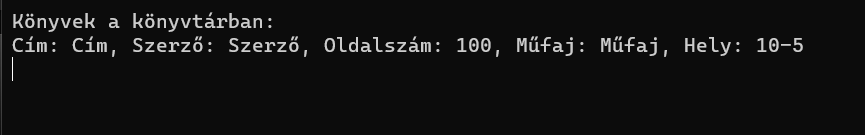 Könyvek a könyvtárban:
Cím: Cím, Szerző: Szerző, Oldalszám: 100, Műfaj: Műfaj, Hely: 10-5